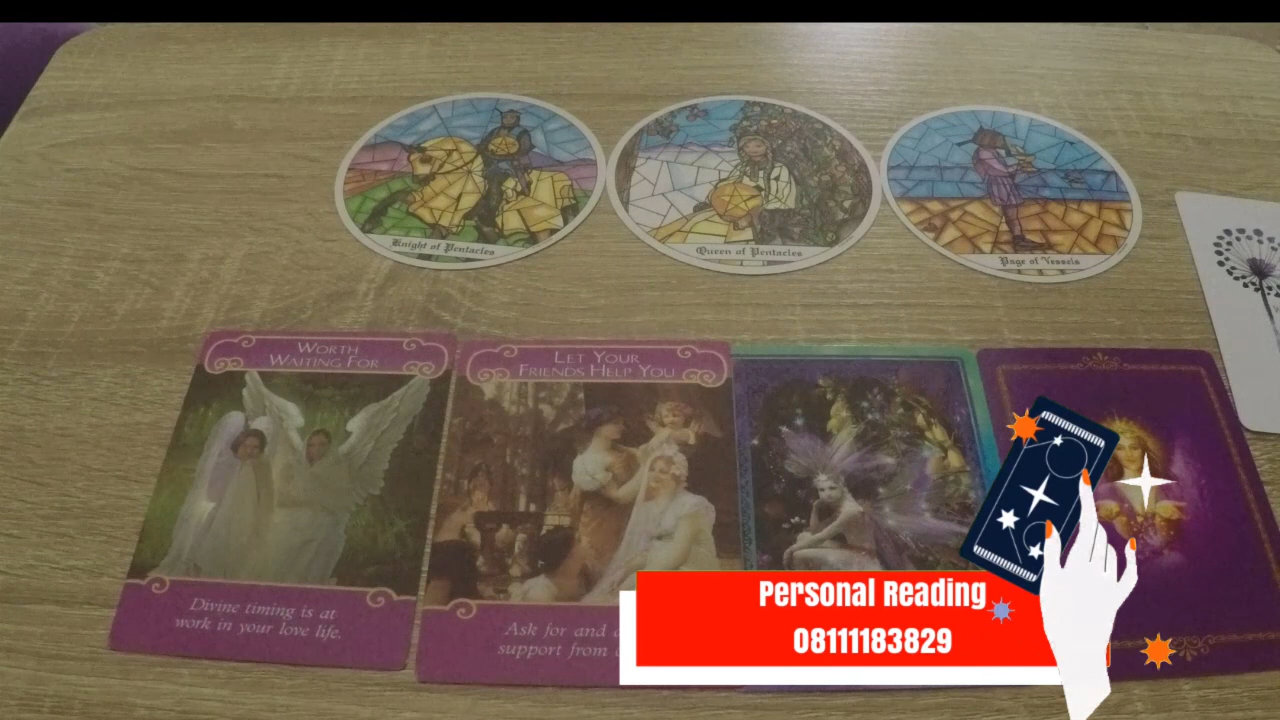 Knight of Pentacles
Queen of Pentacles
Page of Vessels
WORTH
WAITING FOR
LET YOUR
FRIENDS HELP YOU
Divine timing is at
work in your love life.
Ask for and
support from
Personal Reading
08111183829